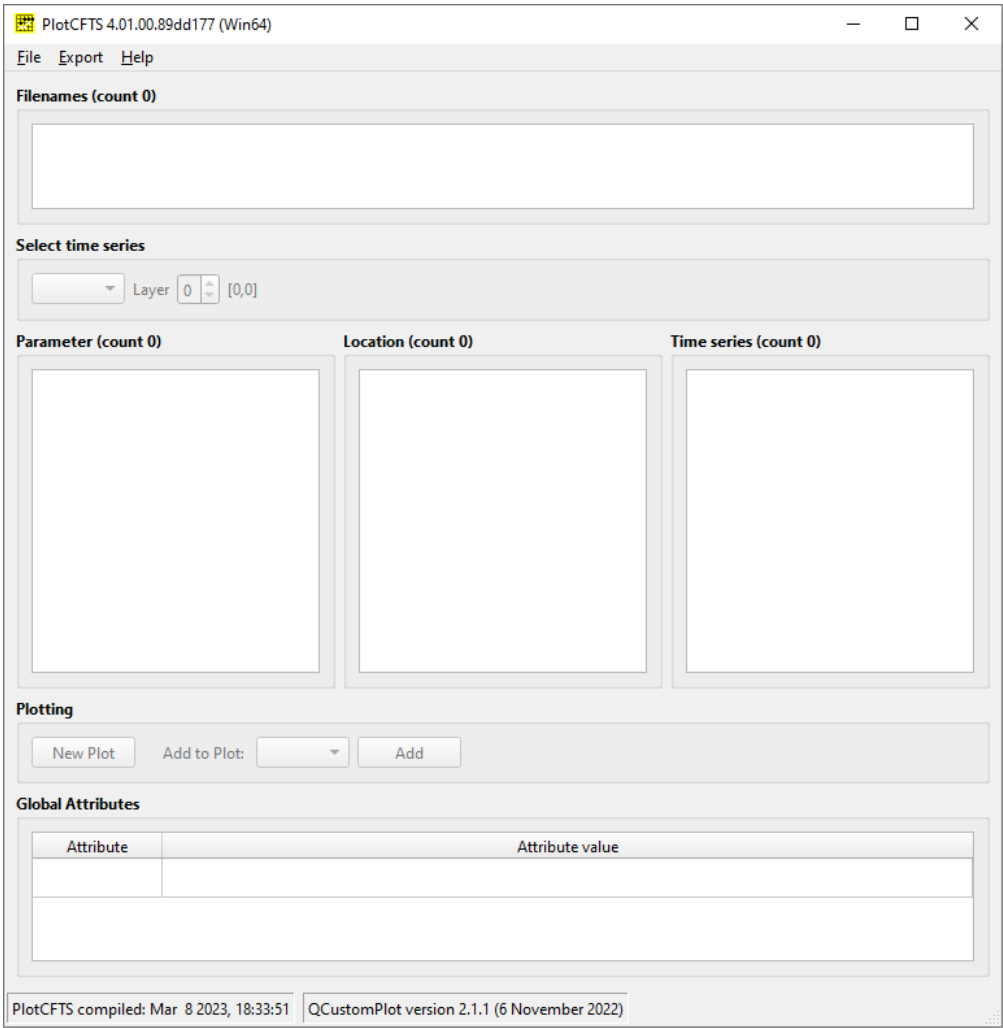 PlotCFTS 4.01.00.89dd177 (Win64)
File Export Help
Filenames (count 0)
Select time series
Layer 0 [0,0]
Parameter (count 0) Location (count 0) Time series (count 0)
Plotting
New Plot Add to Plot: Add
Global Attributes
Attribute Attribute value
PlotCFTS compiled: Mar  8 2023, 18:33:51 QCustomPlot version 2.1.1 (6 November 2022)